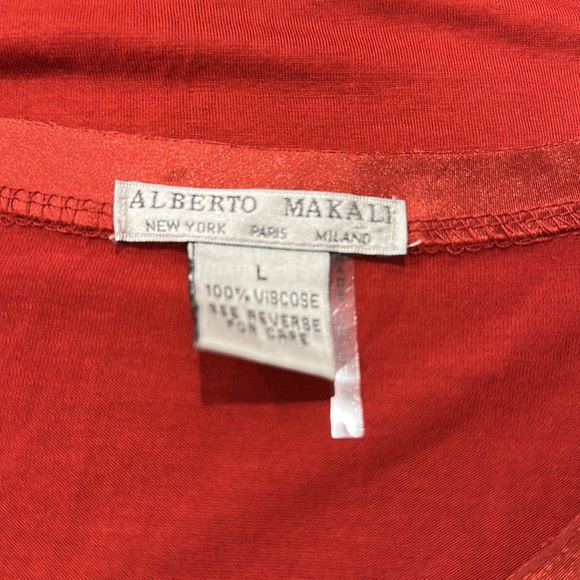 ALBERTO MAKALI
NEW YORK PARIS MILANO
L
100% VISCOSE
SEE REVERSE
FOR CARE